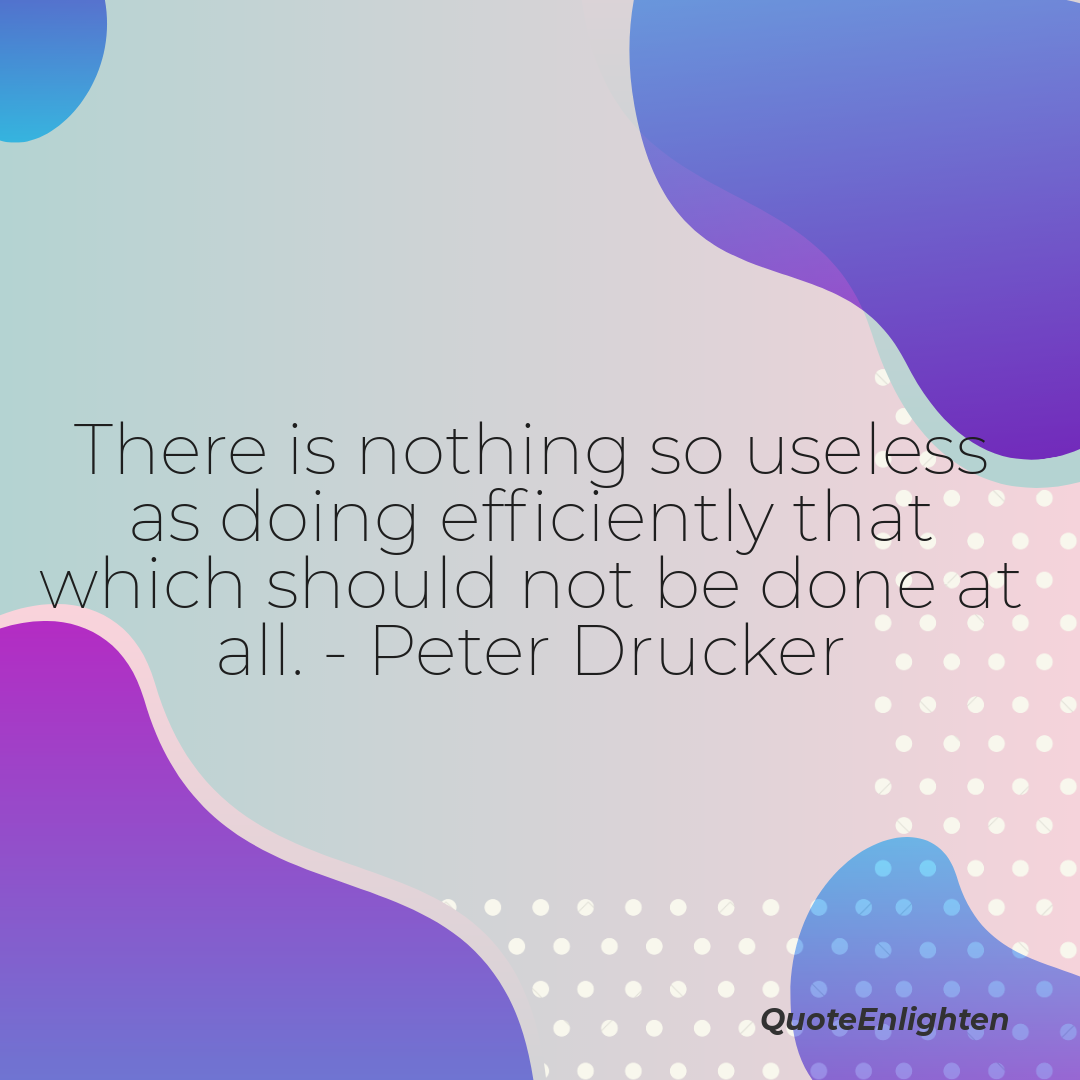 There is nothing so useless
as doing efficiently that
which should not be done at
all. - Peter Drucker
QuoteEnlighten